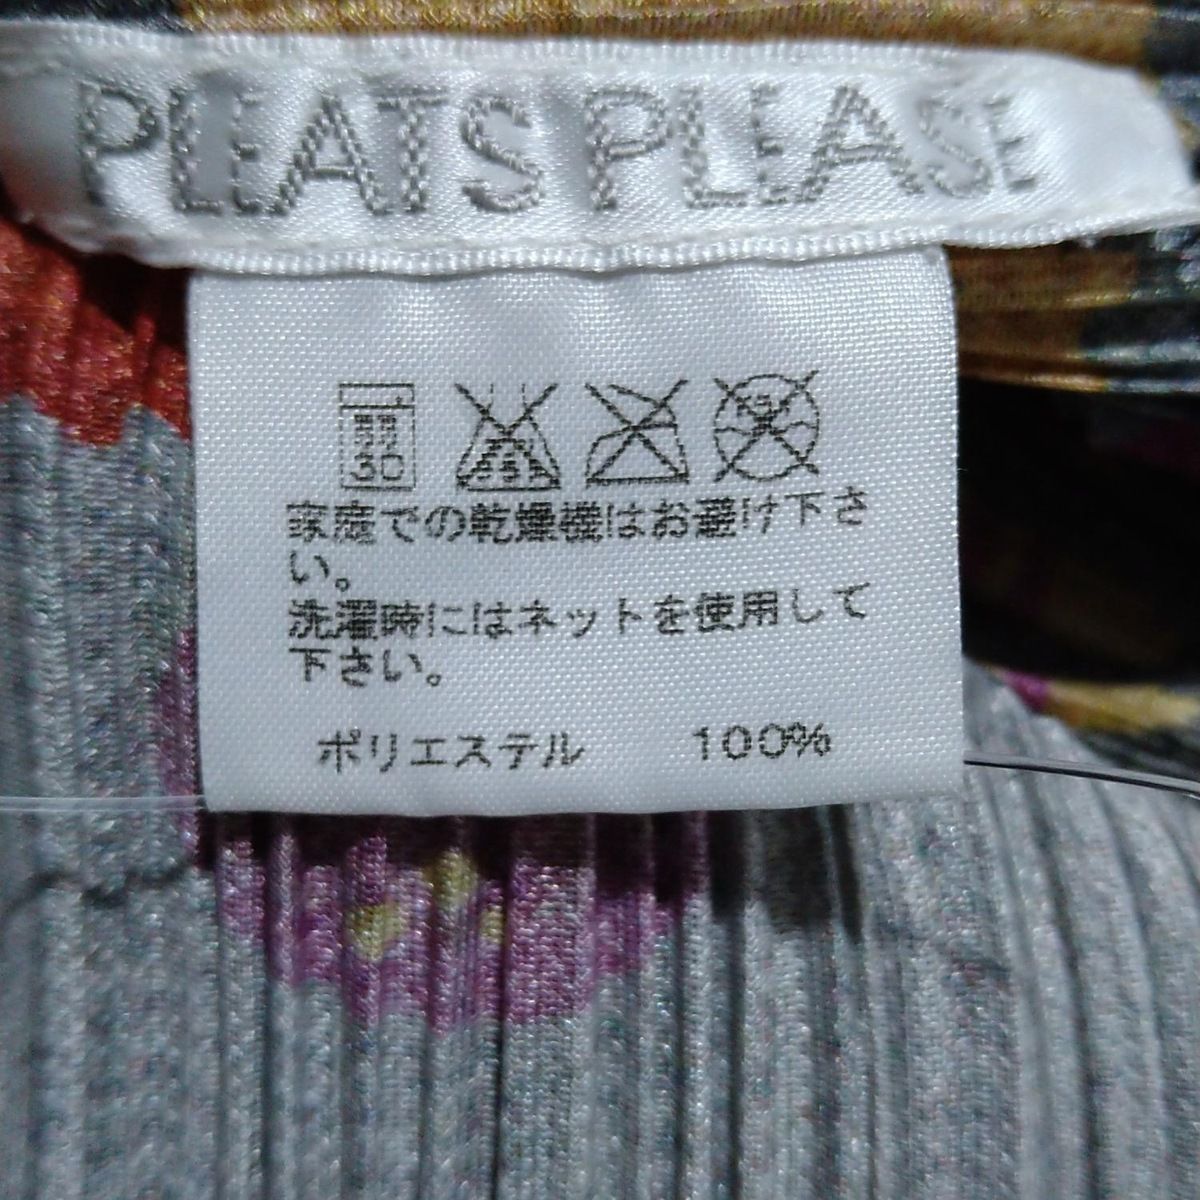 PLEATS PLEASE
30
家庭での乾燥機はお避け下さ
い。
洗濯時にはネットを使用して
下さい。
ポリエステル 100%